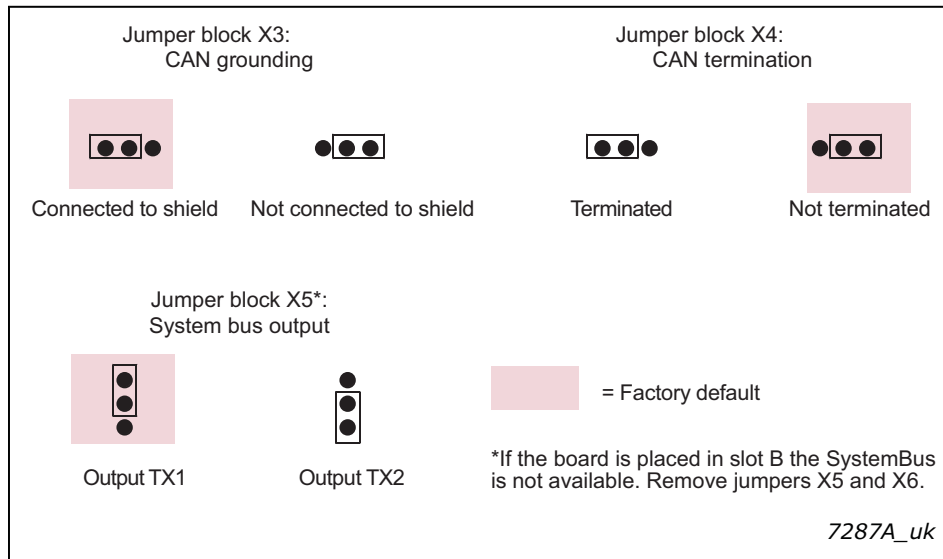 Jumper block X3:
CAN grounding
Jumper block X4:
CAN termination
Connected to shield
Not connected to shield
Terminated
Not terminated
Jumper block X5*:
System bus output
Output TX1
Output TX2
= Factory default
*If the board is placed in slot B the SystemBus
is not available. Remove jumpers X5 and X6.
7287A_uk